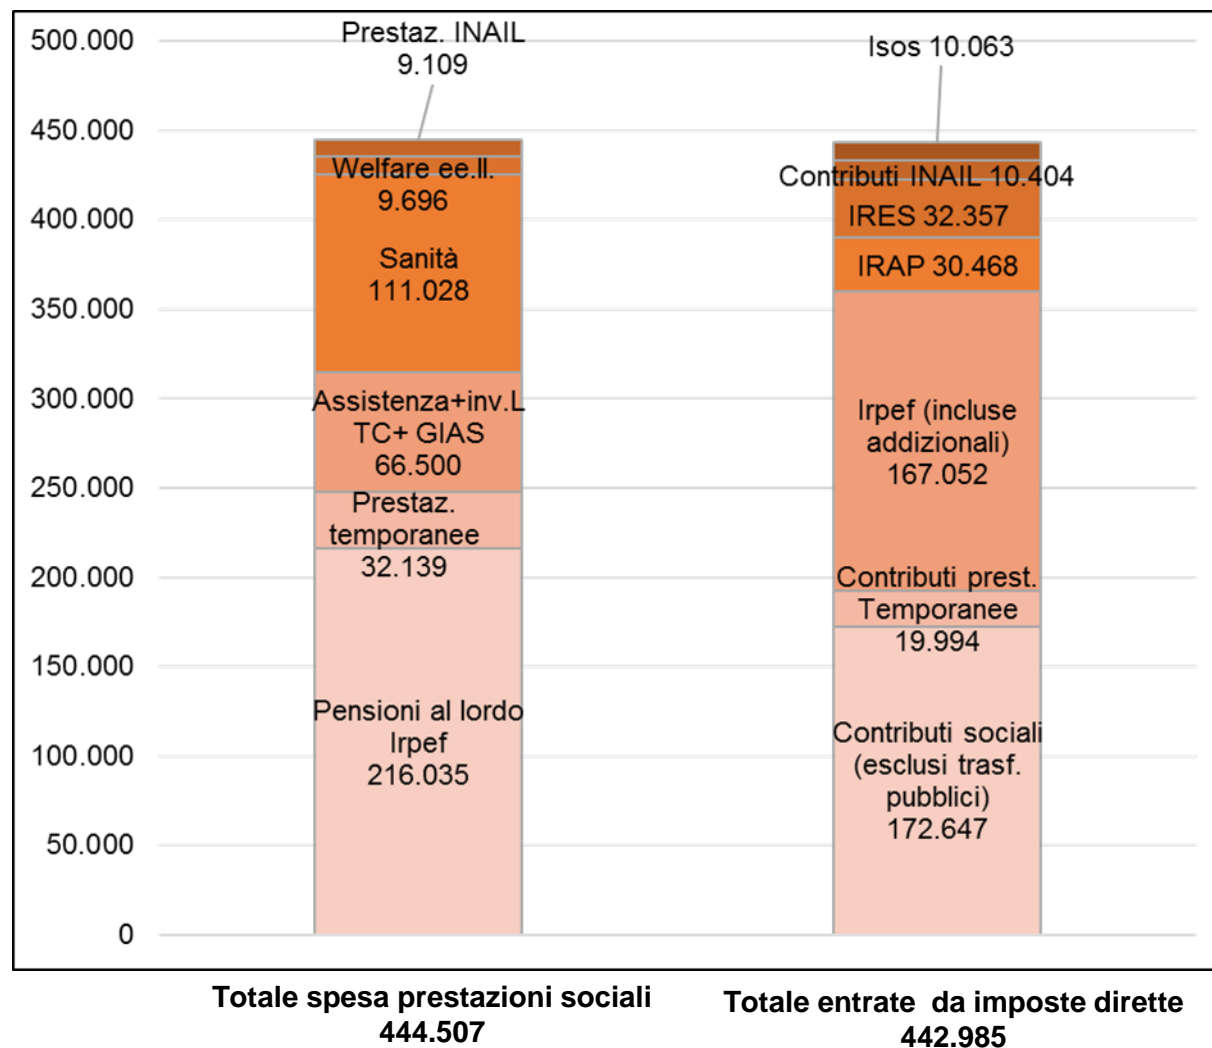 500.000
450.000
400.000
350.000
300.000
250.000
200.000
150.000
100.000
50.000
0
Prestaz. INAIL
9.109
Welfare ee.ll.
9.696
Sanità
111.028
Assistenza+inv.L
TC+ GIAS
66.500
Prestaz.
temporanee
32.139
Pensioni al lordo
Irpef
216.035
Isos 10.063
Contributi INAIL 10.404
IRES 32.357
IRAP 30.468
Irpef (incluse
addizionali)
167.052
Contributi prest.
Temporanee
19.994
Contributi sociali
(esclusi trasf.
pubblici)
172.647
Totale spesa prestazioni sociali
444.507
Totale entrate da imposte dirette
442.985